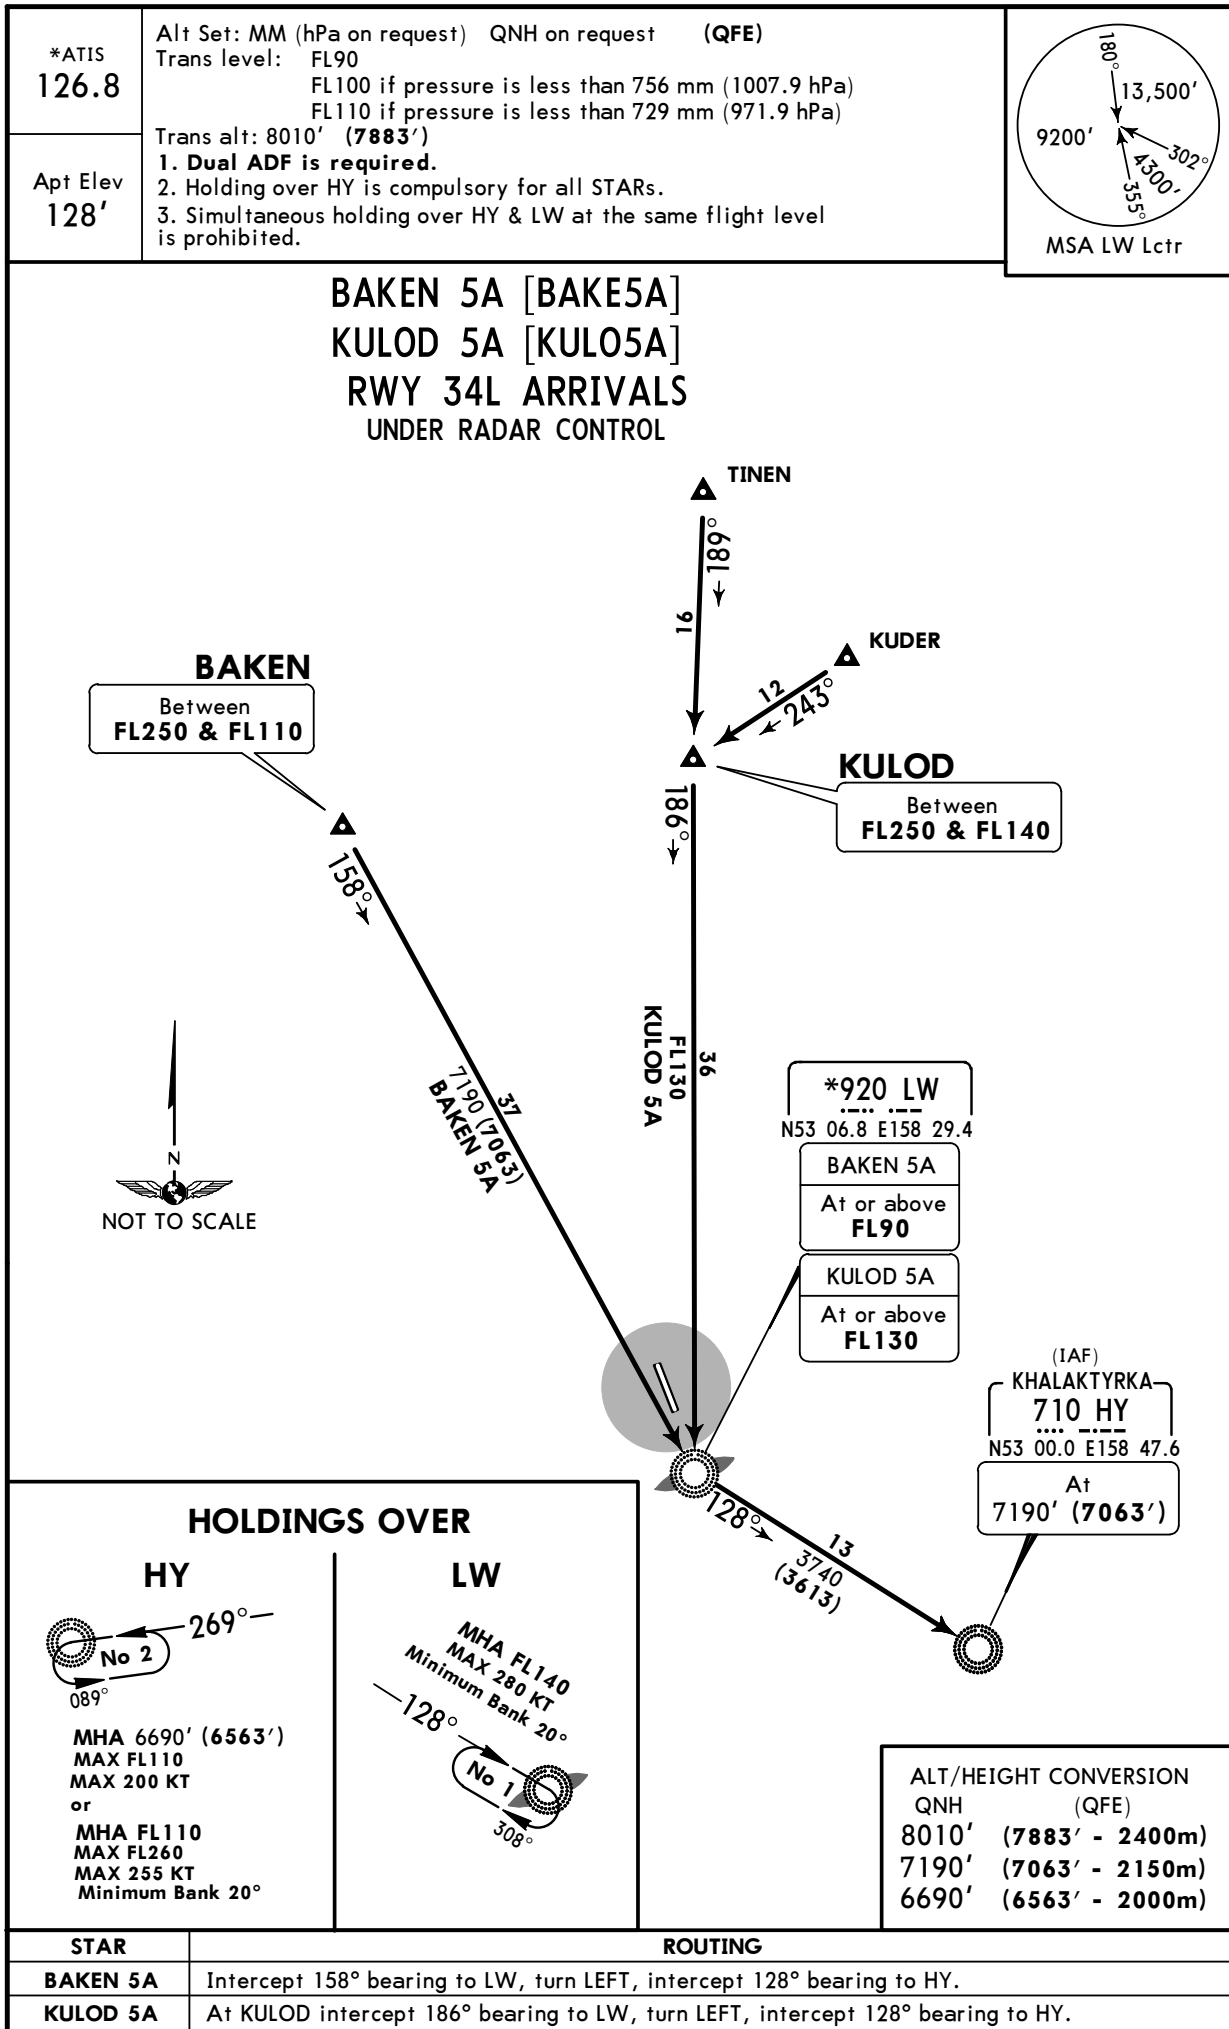 *ATIS
126.8
Apt Elev
128'
Alt Set: MM (hPa on request) QNH on request (QFE)
Trans level: FL90
FL100 if pressure is less than 756 mm (1007.9 hPa)
FL110 if pressure is less than 729 mm (971.9 hPa)
Trans alt: 8010' (7883')
1. Dual ADF is required.
2. Holding over HY is compulsory for all STARs.
3. Simultaneous holding over HY & LW at the same flight level
is prohibited.
180°
13,500'
9200'
302°
4300'
355°
MSA LW Lctr
BAKEN 5A [BAKE5A]
KULOD 5A [KULO5A]
RWY 34L ARRIVALS
UNDER RADAR CONTROL
TINEN
189°
16
KUDER
12
243°
BAKEN
Between
FL250 & FL110
KULOD
Between
FL250 & FL140
186°
158°
36
FL130
KULOD 5A
37
7190 (7063)
BAKEN 5A
N
NOT TO SCALE
*920 LW
N53 06.8 E158 29.4
BAKEN 5A
At or above
FL90
KULOD 5A
At or above
FL130
(IAF)
KHALAKTYRKA
710 HY
N53 00.0 E158 47.6
At
7190' (7063')
128°
13
3740
(3613)
HOLDINGS OVER
HY
269°
No 2
089°
MHA 6690' (6563')
MAX FL110
MAX 200 KT
or
MHA FL110
MAX FL260
MAX 255 KT
Minimum Bank 20°
LW
MHA FL140
MAX 280 KT
Minimum Bank 20°
128°
No 1
308°
ALT/HEIGHT CONVERSION
QNH (QFE)
8010' (7883' - 2400m)
7190' (7063' - 2150m)
6690' (6563' - 2000m)
STAR ROUTING
BAKEN 5A Intercept 158° bearing to LW, turn LEFT, intercept 128° bearing to HY.
KULOD 5A At KULOD intercept 186° bearing to LW, turn LEFT, intercept 128° bearing to HY.